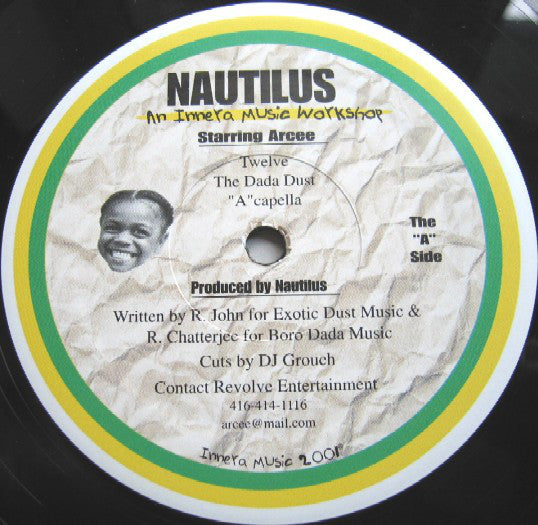 NAUTILUS
An Innera Music Workshop
Starring Arcee
Twelve
The Dada Dust
"A"capella
The
"A"
Side
Produced by Nautilus
Written by R. John for Exotic Dust Music &
R. Chatterjee for Boro Dada Music
Cuts by DJ Grouch
Contact Revolve Entertainment
416-414-1116
arcee@mail.com
Innera Music 2001